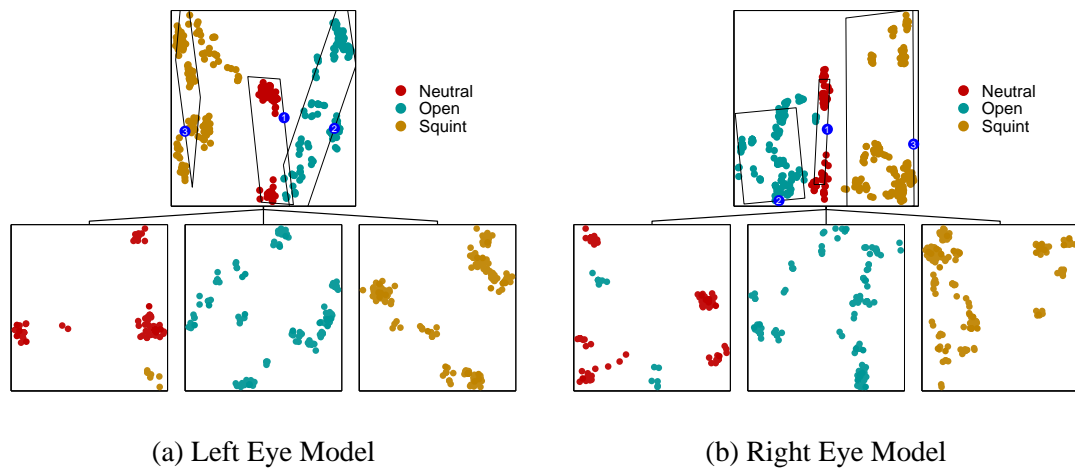 Neutral
Open
Squint
1
2
3
Neutral
Open
Squint
1
2
3
(a) Left Eye Model
(b) Right Eye Model